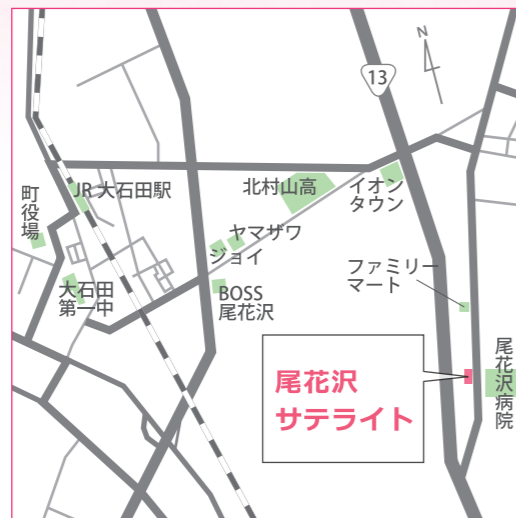 N
13
JR 大石田駅
町役場
北村山高
イオン
タウン
ヤマザワ
ジョイ
ファミリー
マート
大石田
第一中
BOSS
尾花沢
尾花沢病院
尾花沢
サテライト